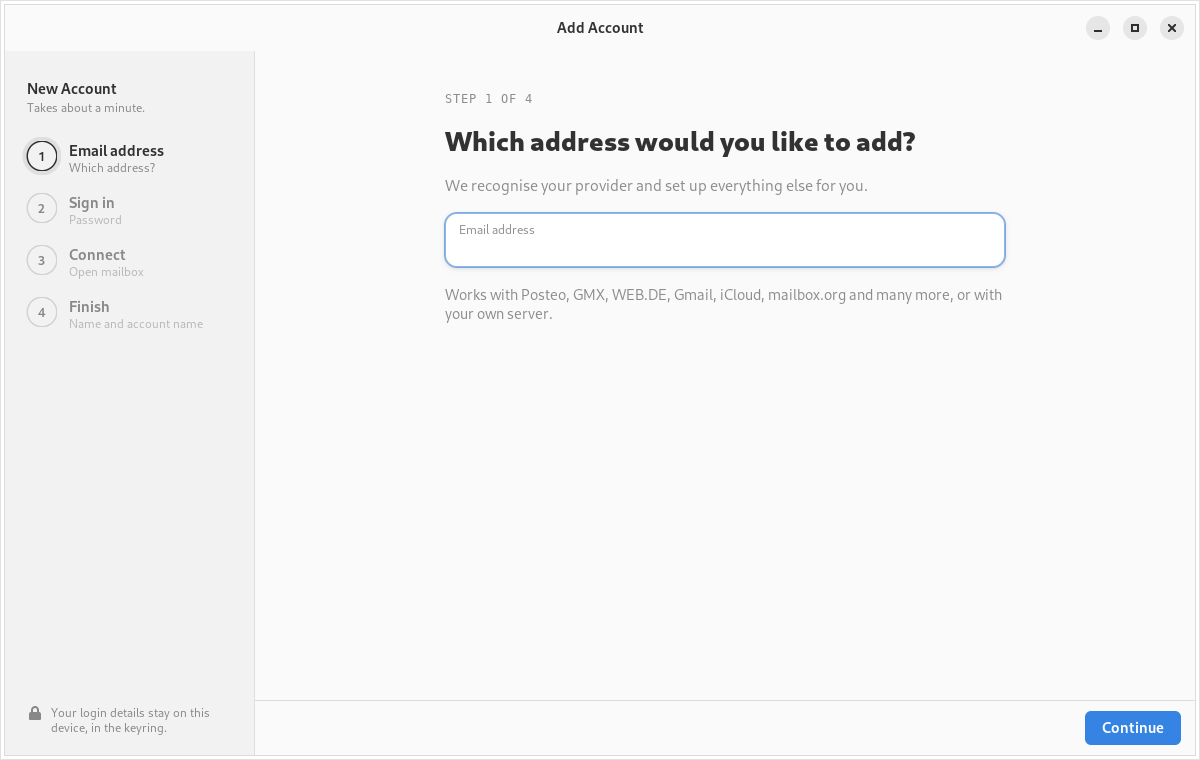 Add Account
New Account
Takes about a minute.
1
Email address
Which address?
2
Sign in
Password
3
Connect
Open mailbox
4
Finish
Name and account name
Your login details stay on this
device, in the keyring.
STEP 1 OF 4
Which address would you like to add?
We recognise your provider and set up everything else for you.
Email address
Works with Posteo, GMX, WEB.DE, Gmail, iCloud, mailbox.org and many more, or with
your own server.
Continue